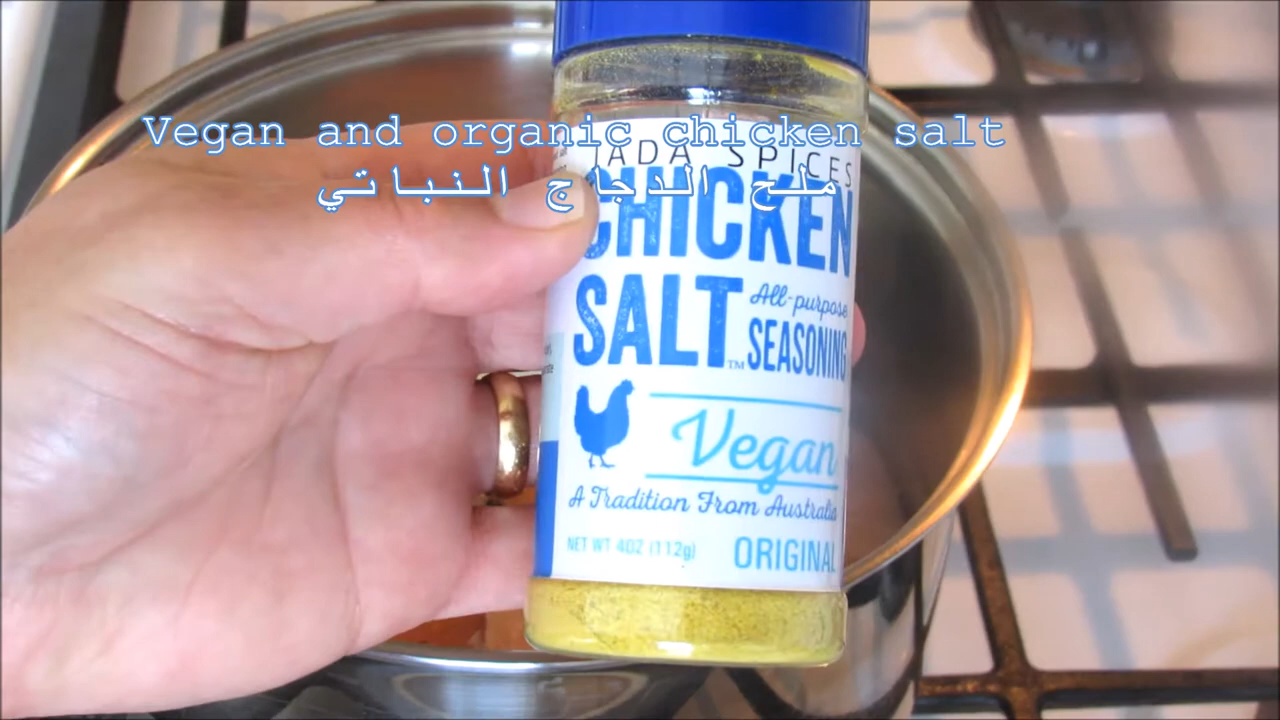 Vegan and organic chicken salt
ملح الدجاج النباتي
JADA SPICES
CHICKEN
SALT™
All-purpose
SEASONING
Vegan
A Tradition From Australia
NET WT 4OZ (112g)
ORIGINAL